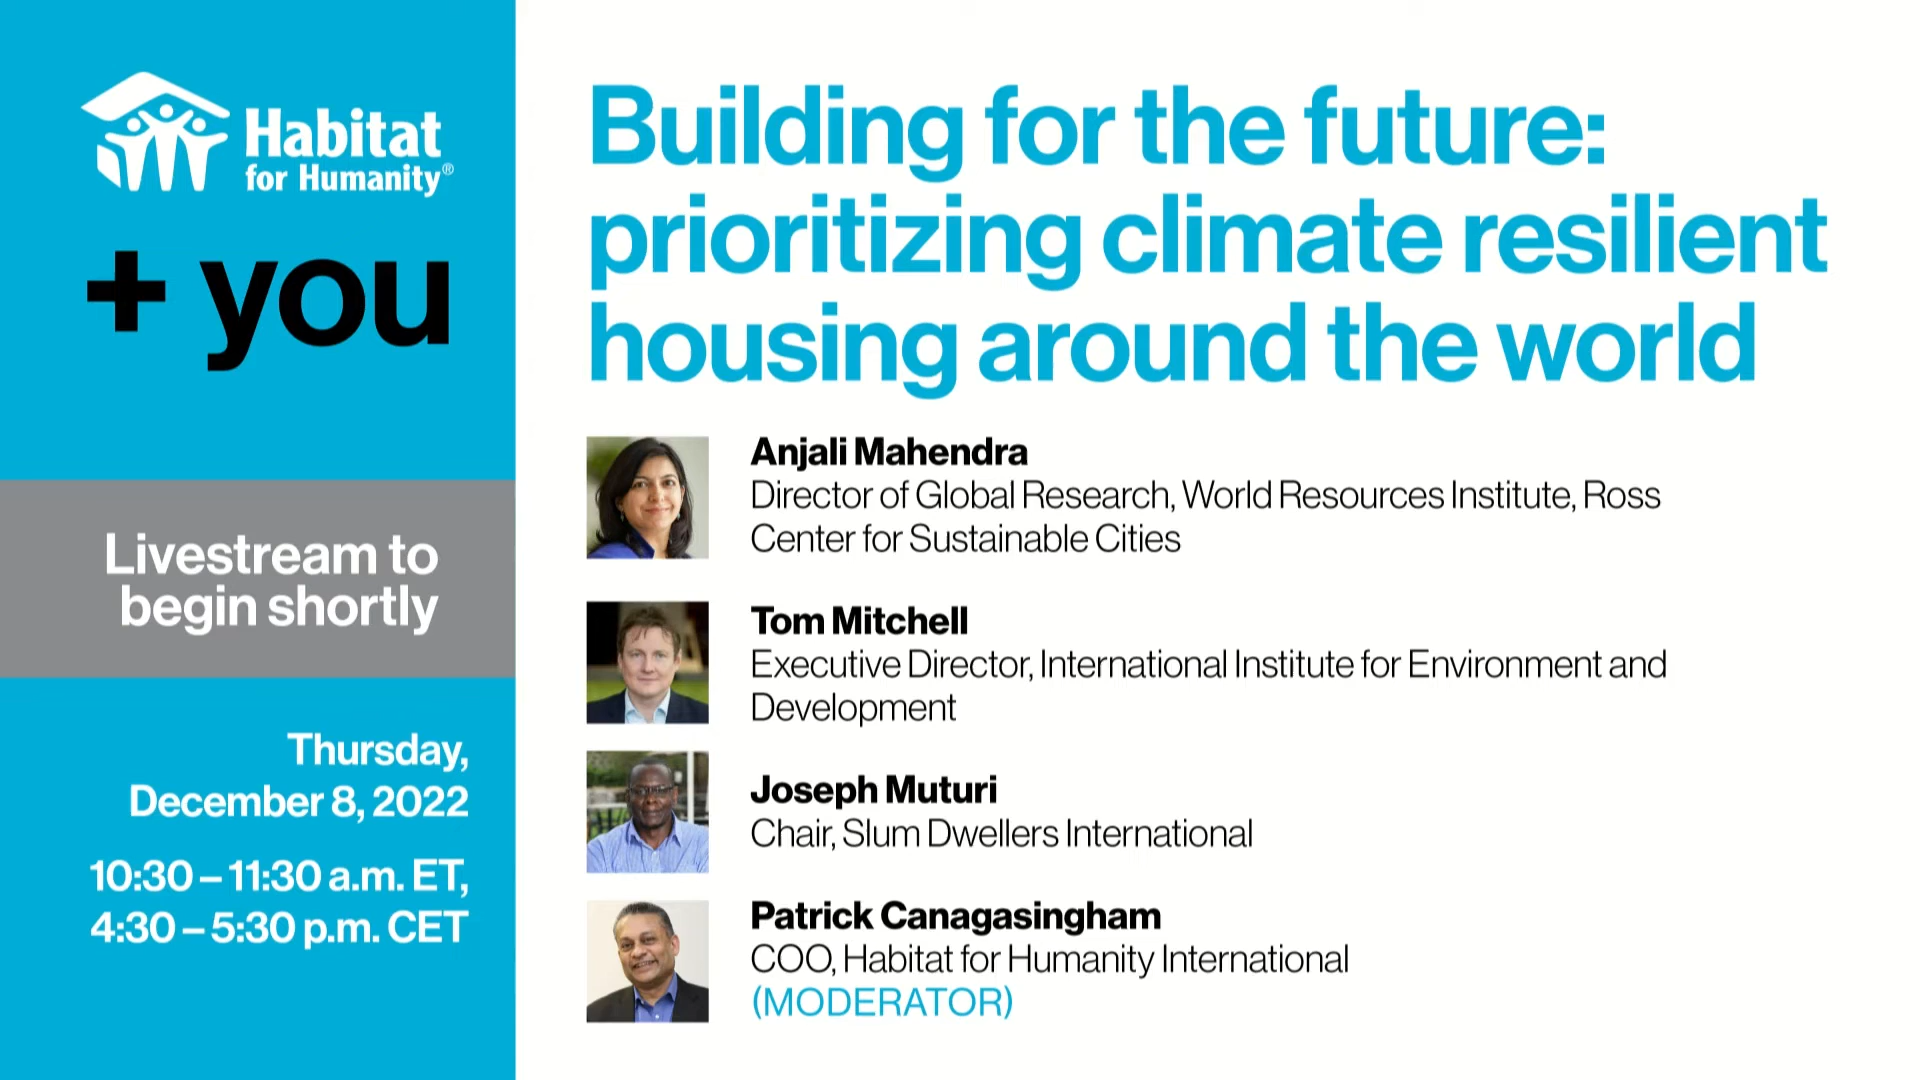 Habitat
for Humanity®
+ you
Livestream to
begin shortly
Thursday,
December 8, 2022
10:30 – 11:30 a.m. ET,
4:30 – 5:30 p.m. CET
Building for the future:
prioritizing climate resilient
housing around the world
Anjali Mahendra
Director of Global Research, World Resources Institute, Ross
Center for Sustainable Cities
Tom Mitchell
Executive Director, International Institute for Environment and
Development
Joseph Muturi
Chair, Slum Dwellers International
Patrick Canagasingham
COO, Habitat for Humanity International
(MODERATOR)